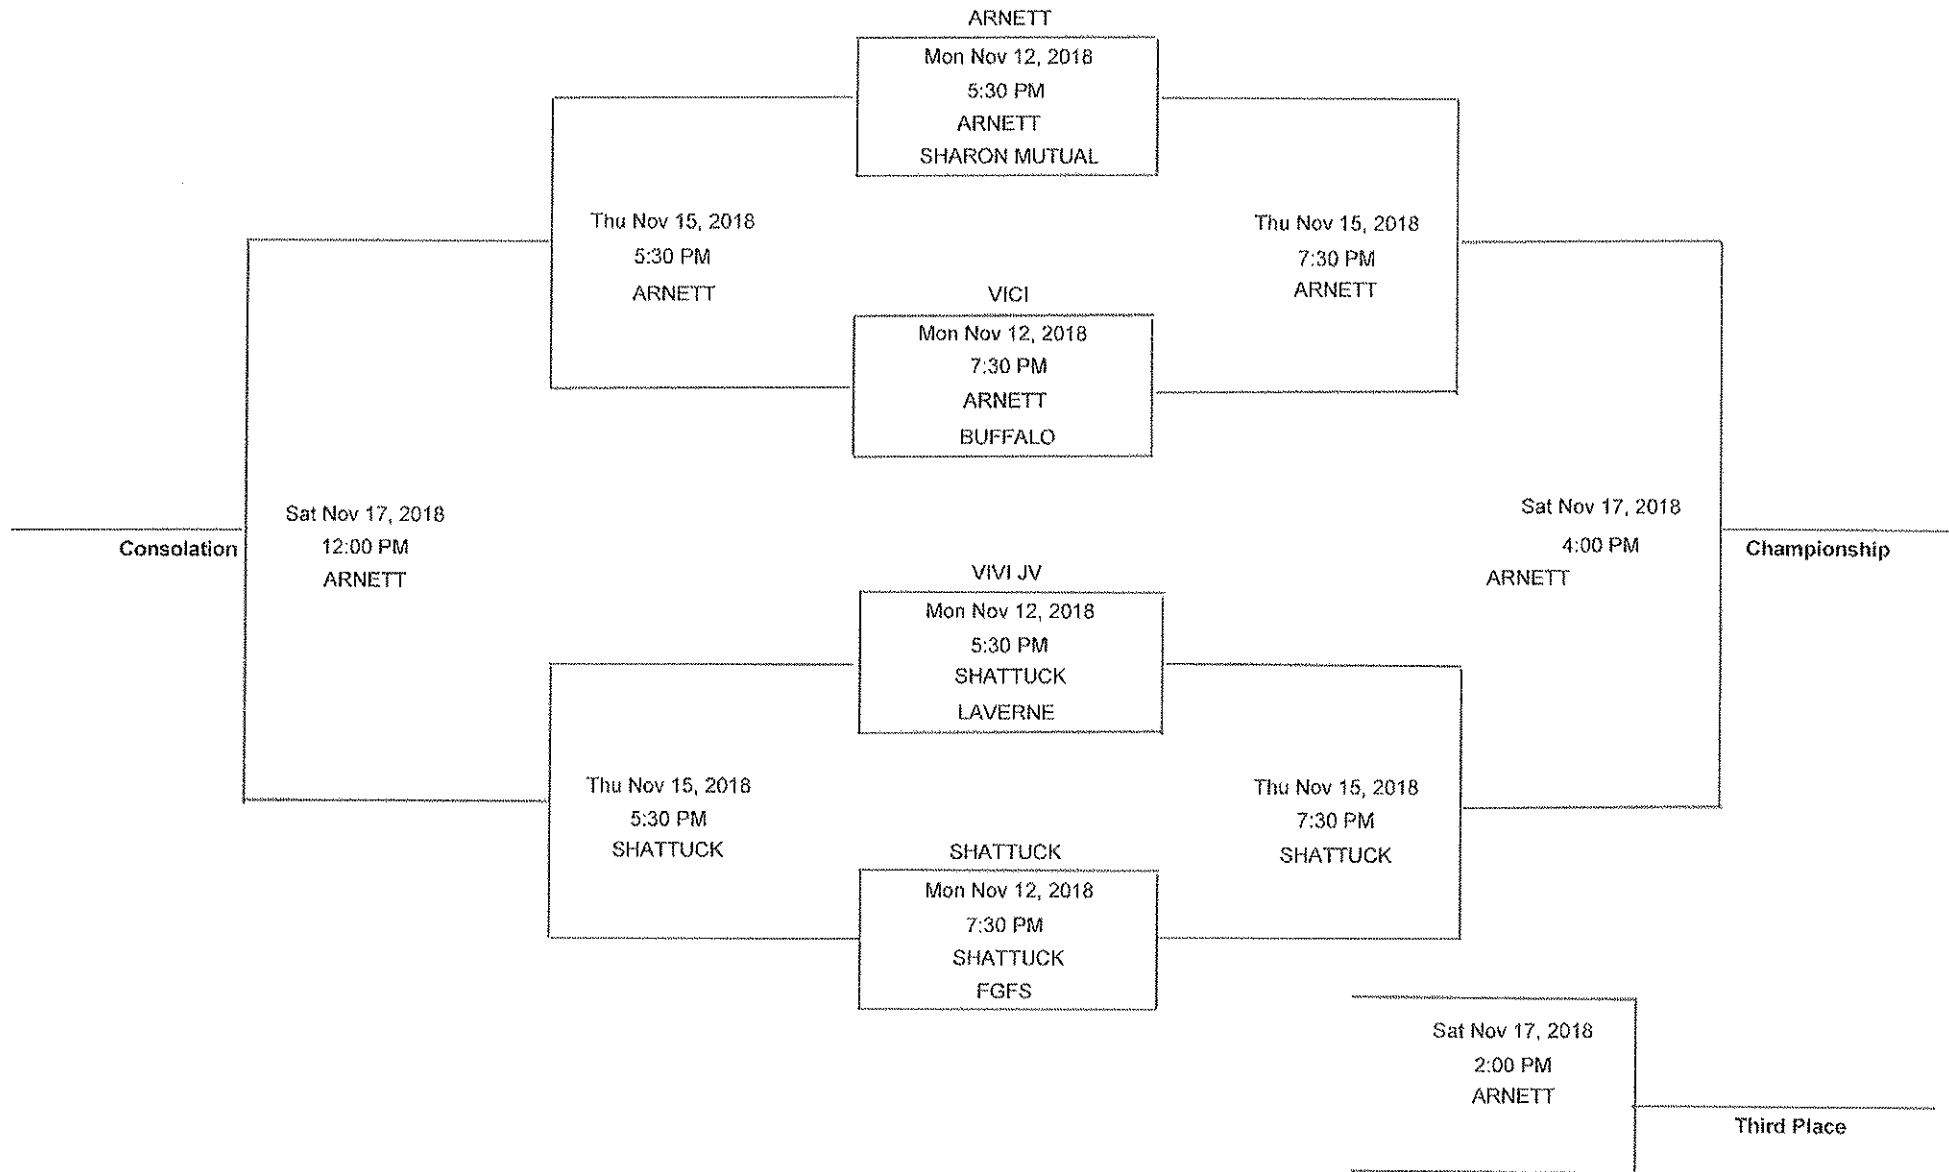 ARNETT
Mon Nov 12, 2018
5:30 PM
ARNETT
SHARON MUTUAL
Thu Nov 15, 2018
5:30 PM
ARNETT
Thu Nov 15, 2018
7:30 PM
ARNETT
VICI
Mon Nov 12, 2018
7:30 PM
ARNETT
BUFFALO
Sat Nov 17, 2018
12:00 PM
ARNETT
Consolation
Sat Nov 17, 2018
4:00 PM
ARNETT
Championship
VIVI JV
Mon Nov 12, 2018
5:30 PM
SHATTUCK
LAVERNE
Thu Nov 15, 2018
5:30 PM
SHATTUCK
Thu Nov 15, 2018
7:30 PM
SHATTUCK
SHATTUCK
Mon Nov 12, 2018
7:30 PM
SHATTUCK
FGFS
Sat Nov 17, 2018
2:00 PM
ARNETT
Third Place